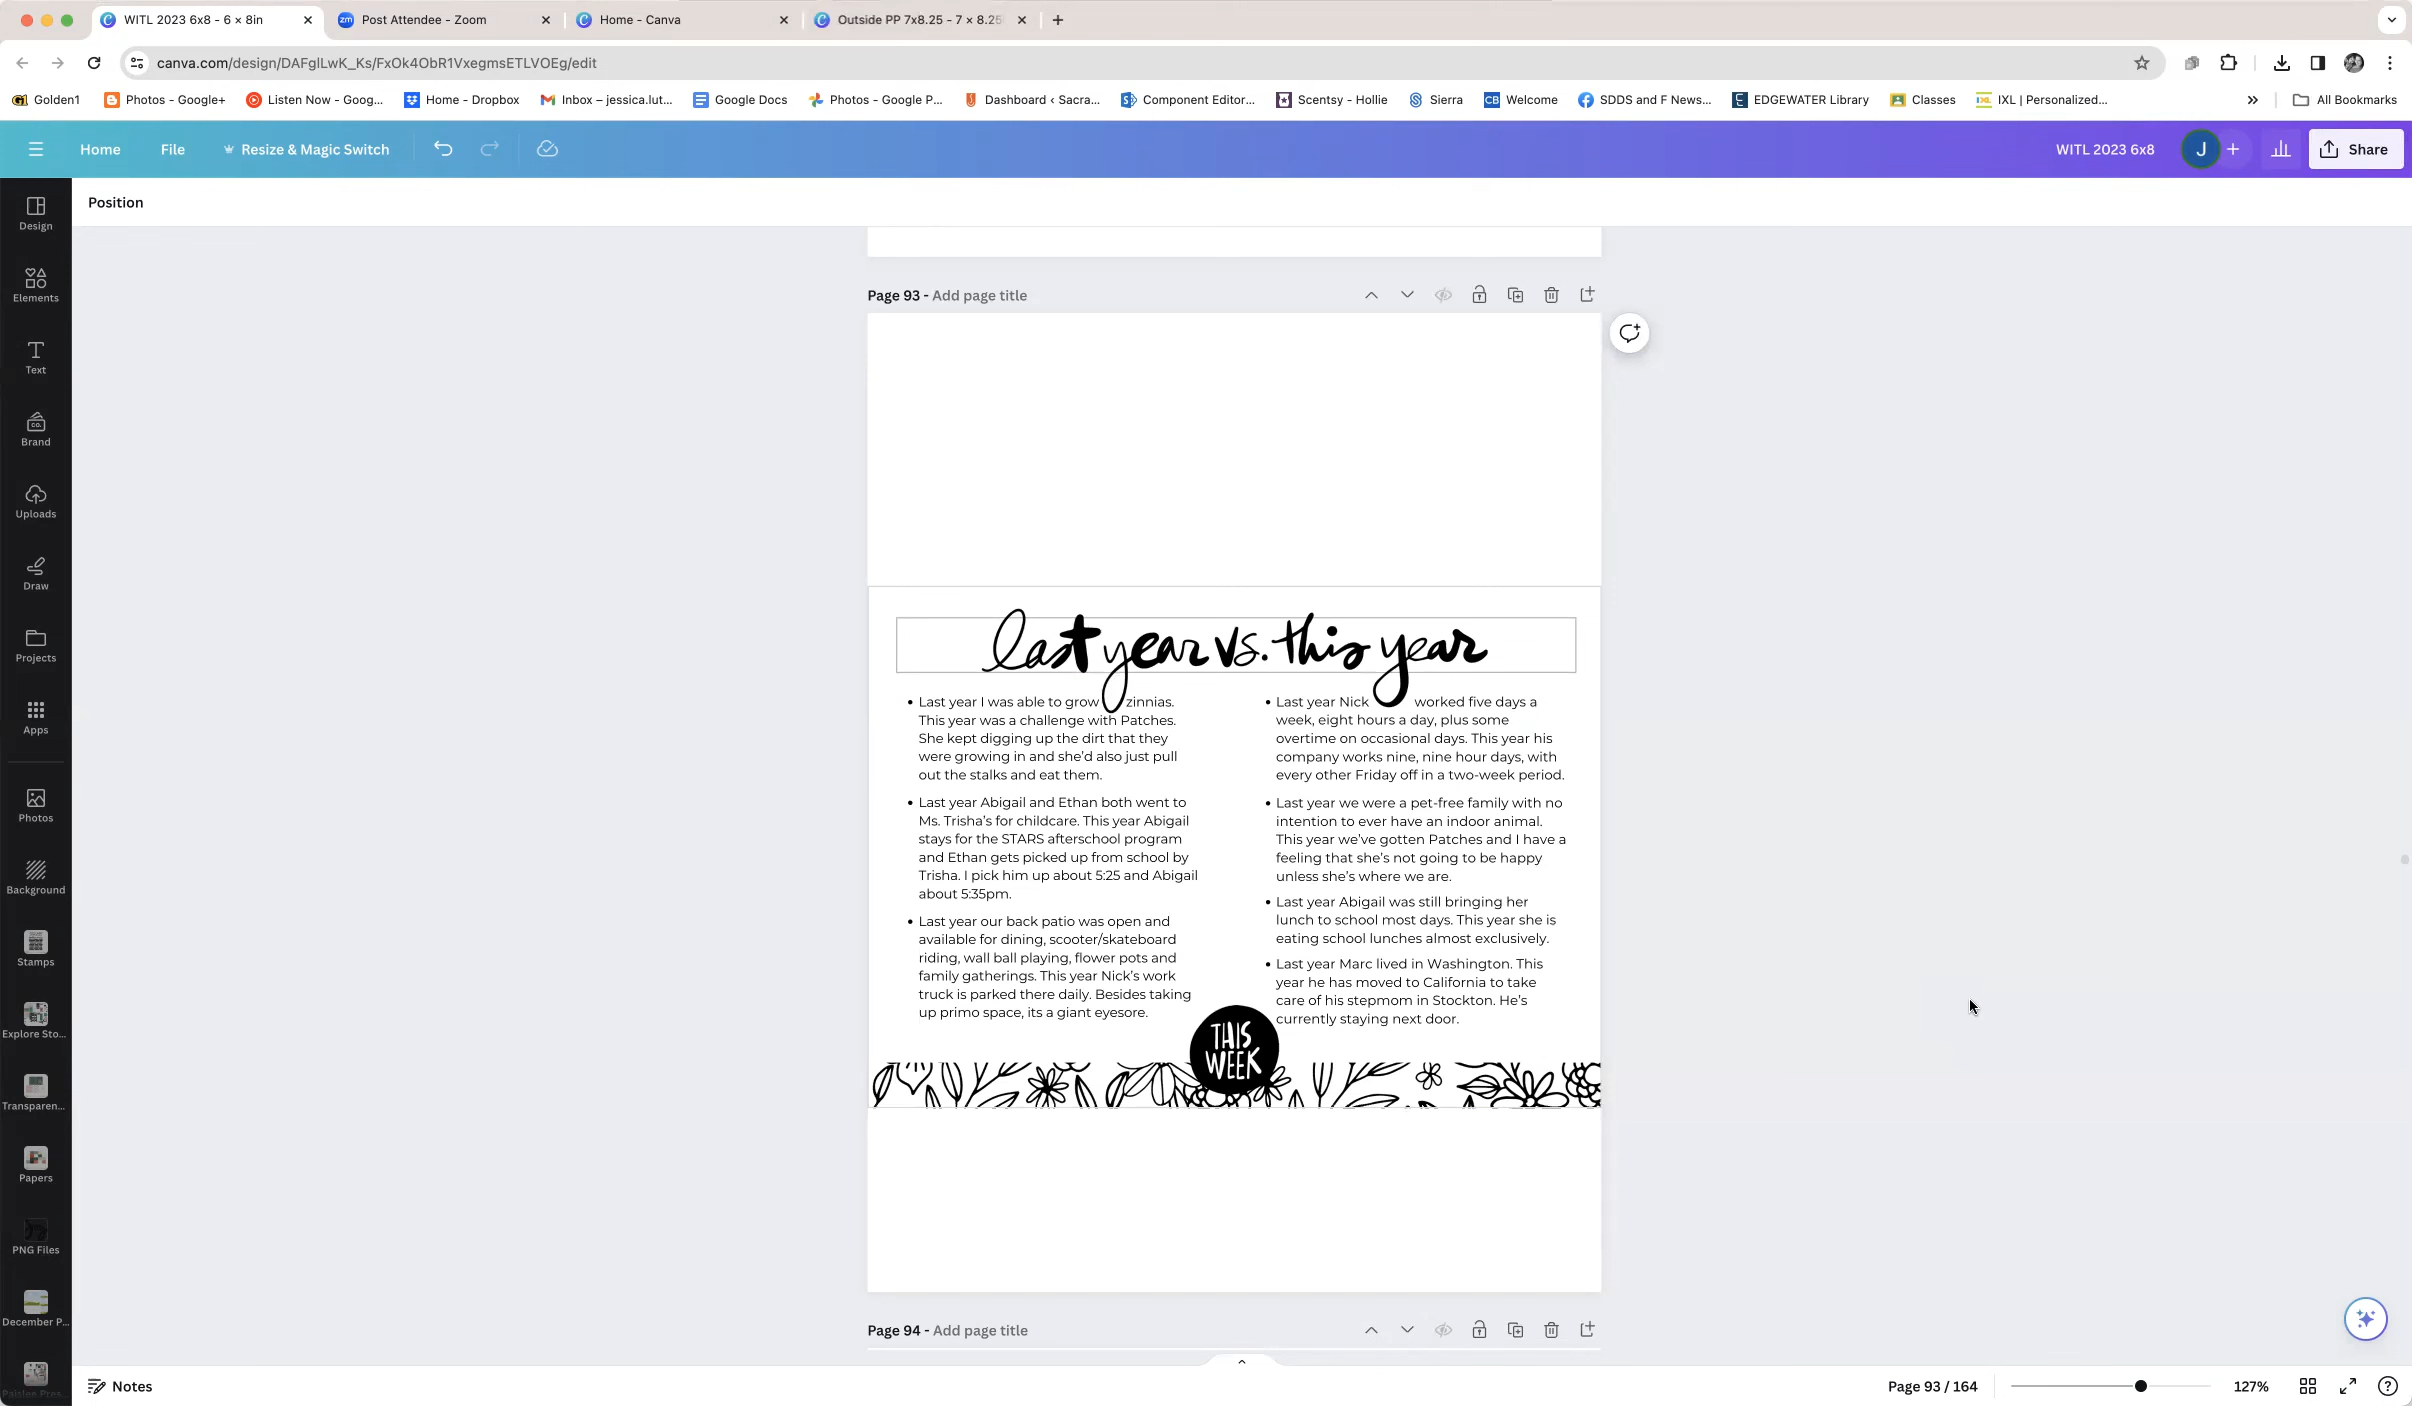 WITL 2023 6x8 - 6 × 8in
Post Attendee - Zoom
Home - Canva
Outside PP 7x8.25 - 7 × 8.25
canva.com/design/DAFglLwK_Ks/FxOk4ObR1VxegmsETLVOEg/edit
Golden1
Photos - Google+
Listen Now - Goog...
Home - Dropbox
Inbox – jessica.lut...
Google Docs
Photos - Google P...
Dashboard ‹ Sacra...
Component Editor...
Scentsy - Hollie
Sierra
Welcome
SDDS and F News...
EDGEWATER Library
Classes
IXL | Personalized...
All Bookmarks
Home
File
Resize & Magic Switch
WITL 2023 6x8
J
Share
Position
Design
Elements
Text
Brand
Uploads
Draw
Projects
Apps
Photos
Background
Stamps
Explore Sto...
Transparen...
Papers
PNG Files
December P...
Page 93 - Add page title
last year vs. this year
• Last year I was able to grow zinnias.
This year was a challenge with Patches.
She kept digging up the dirt that they
were growing in and she'd also just pull
out the stalks and eat them.
• Last year Abigail and Ethan both went to
Ms. Trisha's for childcare. This year Abigail
stays for the STARS afterschool program
and Ethan gets picked up from school by
Trisha. I pick him up about 5:25 and Abigail
about 5:35pm.
• Last year our back patio was open and
available for dining, scooter/skateboard
riding, wall ball playing, flower pots and
family gatherings. This year Nick's work
truck is parked there daily. Besides taking
up primo space, its a giant eyesore.
• Last year Nick worked five days a
week, eight hours a day, plus some
overtime on occasional days. This year his
company works nine, nine hour days, with
every other Friday off in a two-week period.
• Last year we were a pet-free family with no
intention to ever have an indoor animal.
This year we've gotten Patches and I have a
feeling that she's not going to be happy
unless she's where we are.
• Last year Abigail was still bringing her
lunch to school most days. This year she is
eating school lunches almost exclusively.
• Last year Marc lived in Washington. This
year he has moved to California to take
care of his stepmom in Stockton. He's
currently staying next door.
THIS
WEEK
Page 94 - Add page title
Notes
Page 93 / 164
127%